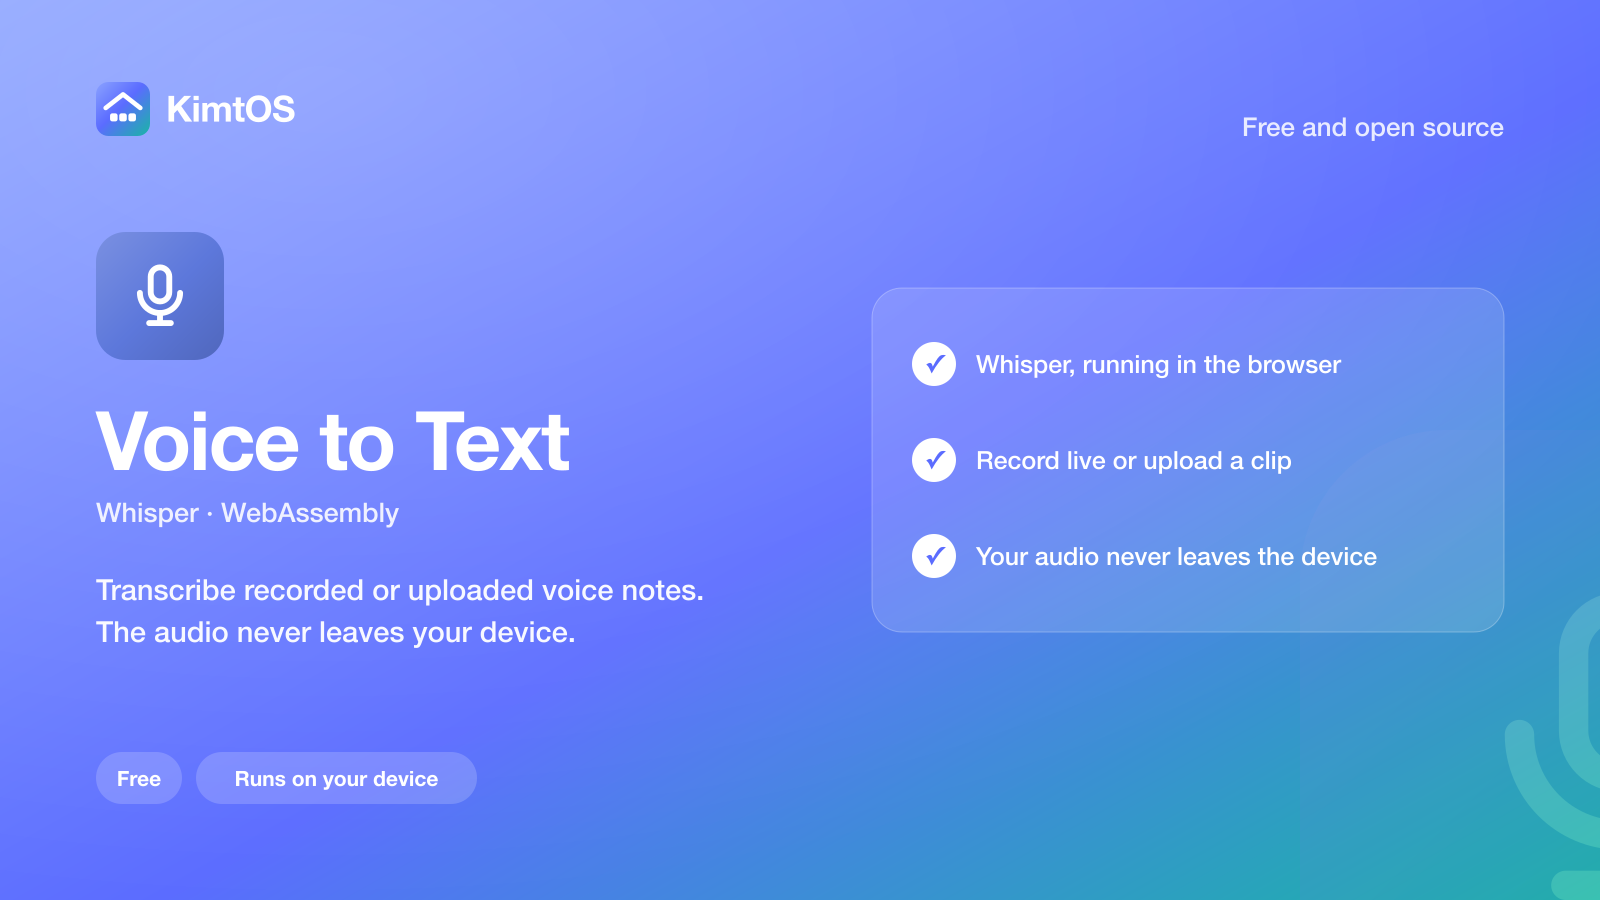 KimtOS
Free and open source
Voice to Text
Whisper · WebAssembly
Transcribe recorded or uploaded voice notes.
The audio never leaves your device.
Whisper, running in the browser
Record live or upload a clip
Your audio never leaves the device
Free
Runs on your device